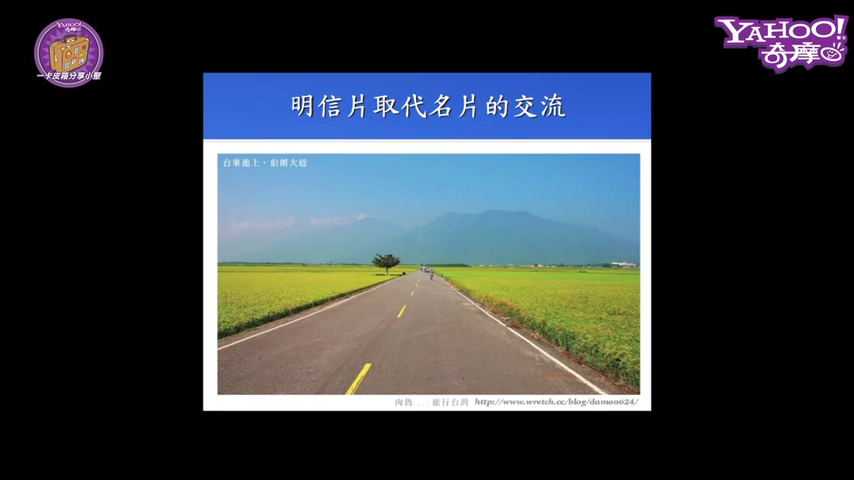 YAHOO!
奇摩
一卡皮箱分享小聚
YAHOO!
奇摩
明信片取代名片的交流
台東池上・伯朗大道
肉魯....旅行台灣 http://www.wretch.cc/blog/damon624/